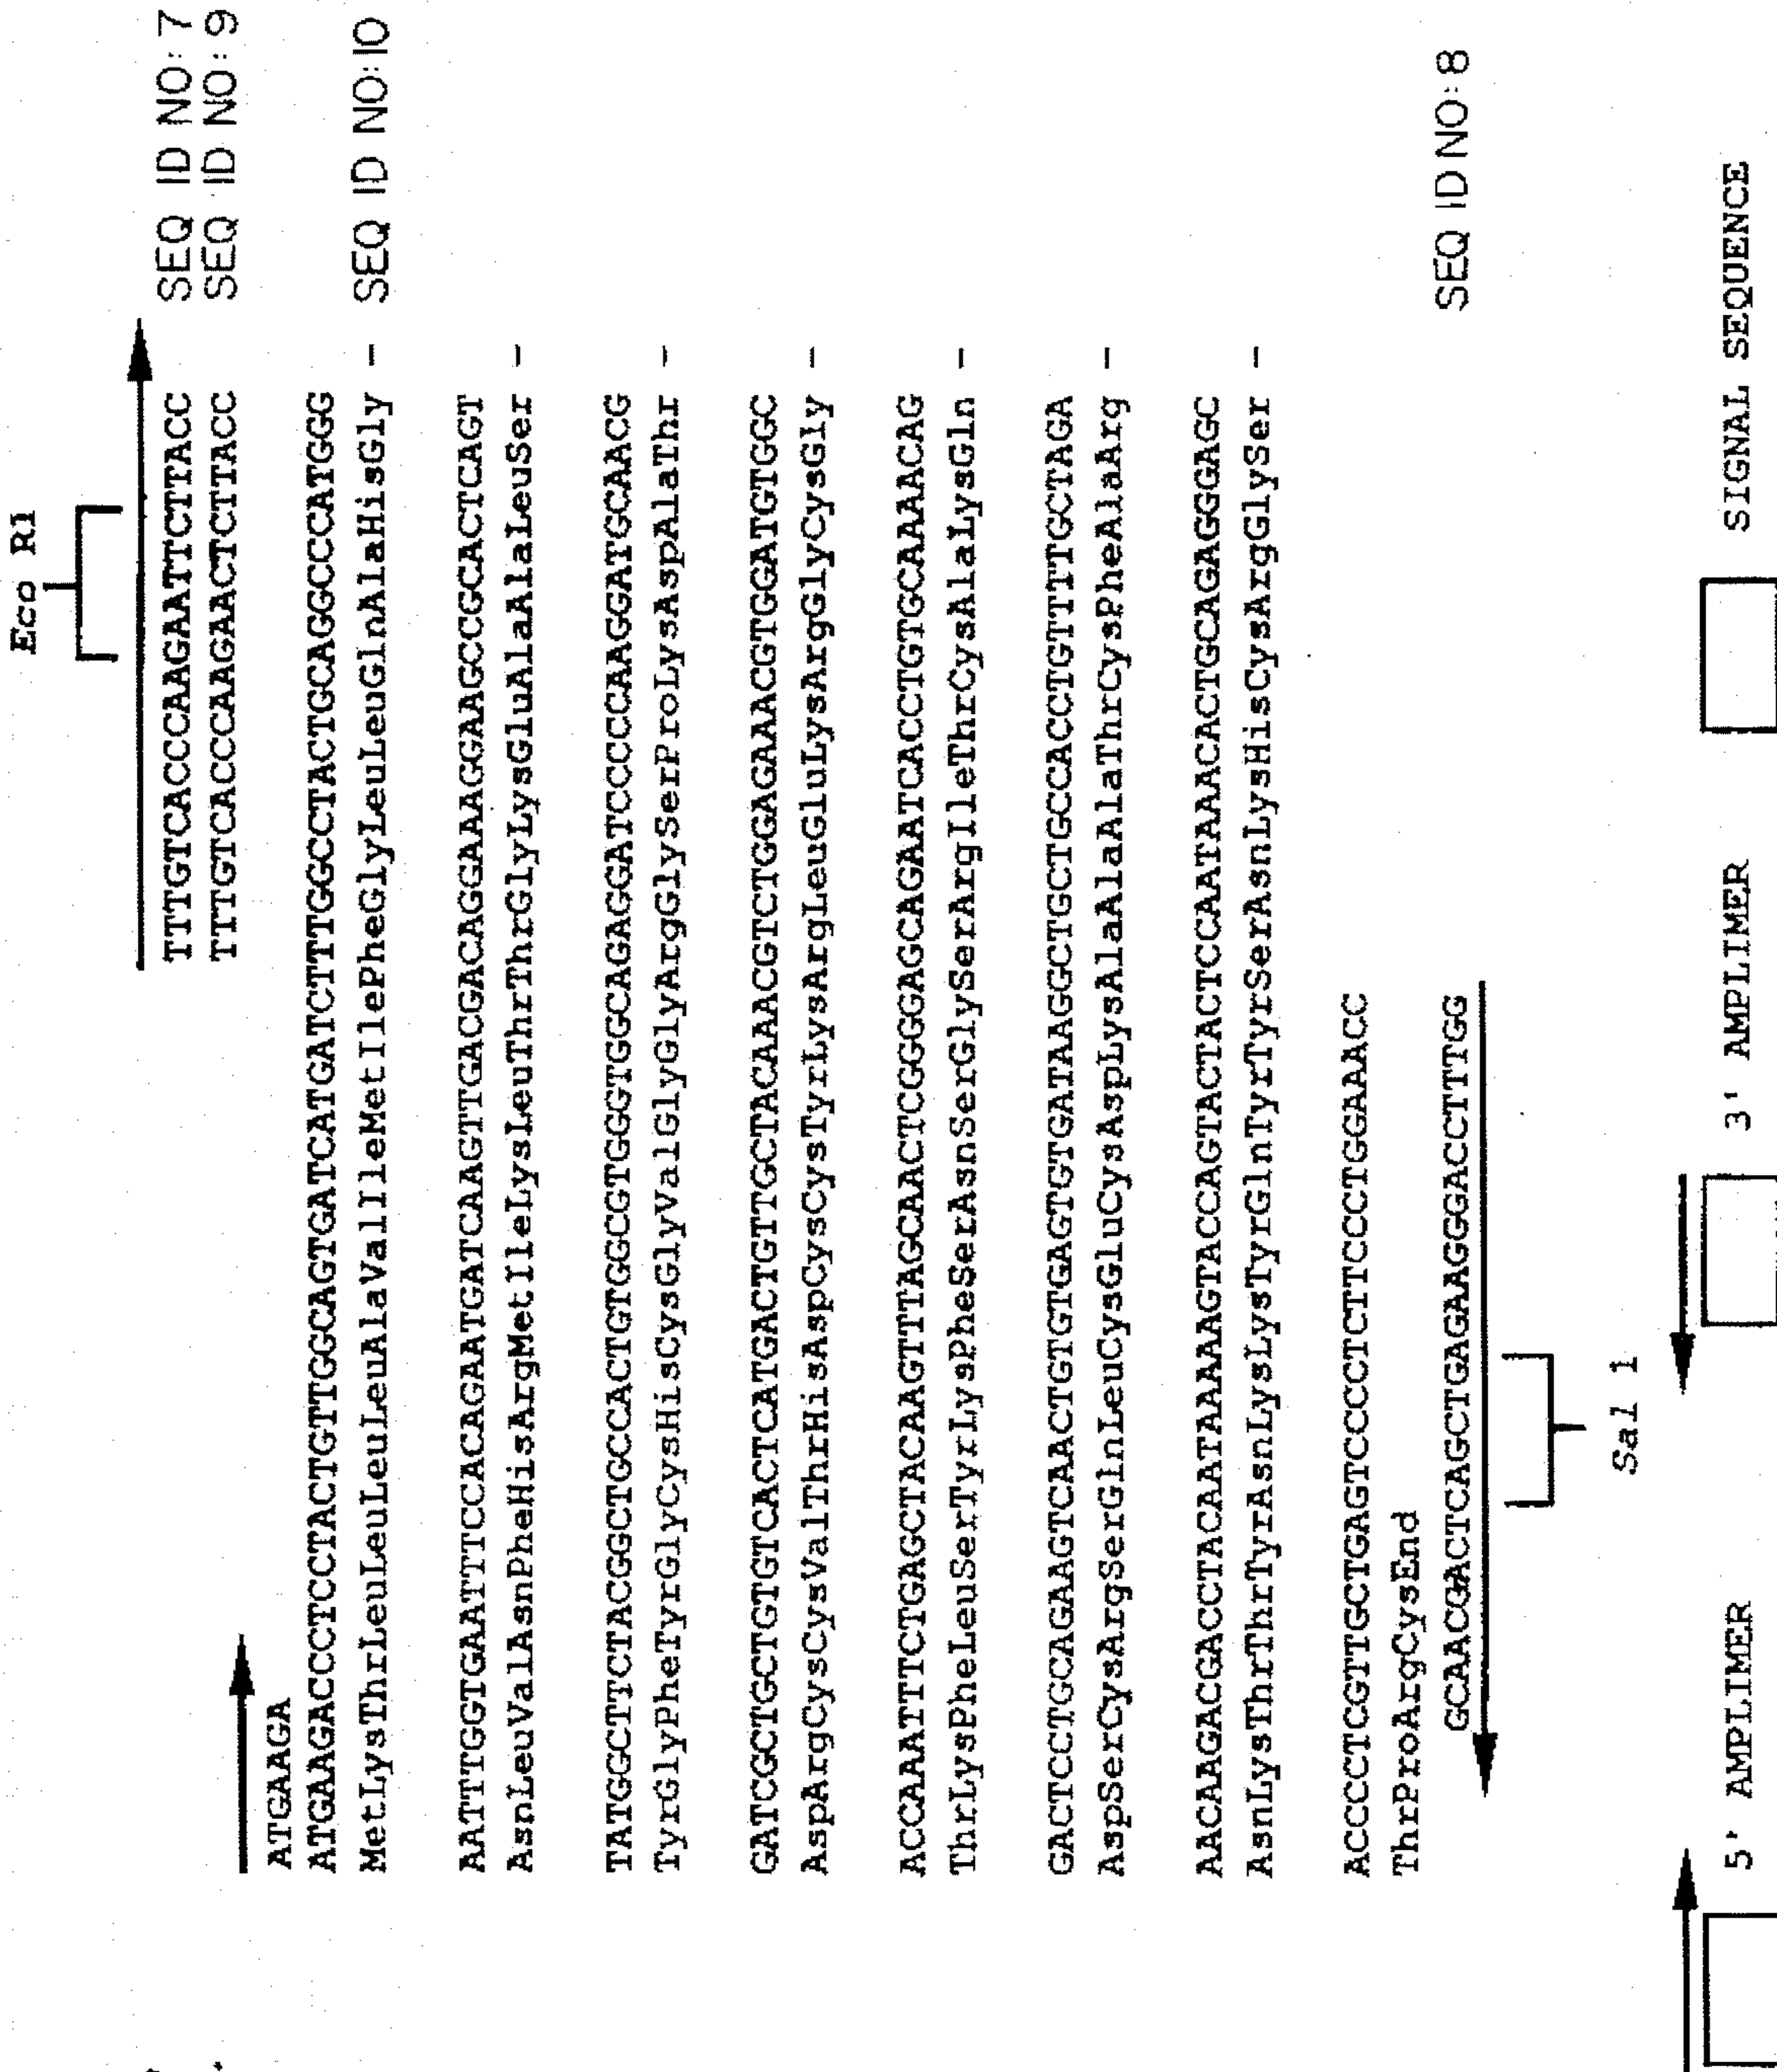 Eco R1
TTTGTCACCCAAGAATTCTTACC SEQ ID NO: 7
TTTGTCACCCAAGAACTCTTACC SEQ ID NO: 9
ATGAAGA
ATGAAGACCCTCCTACTGTTGGCAGTGATCATGATCTTTGGCCTACTGCAGGCCCATGGG
MetLysThrLeuLeuLeuLeuAlaValIleMetIlePheGlyLeuLeuGlnAlaHisGly - SEQ ID NO: 10
AATTTGGTGAATTTCCACAGAATGATCAAGTTGACGACAGGAAAGGAAGCCGCACTCAGT
AsnLeuValAsnPheHisArgMetIleLysLeuThrThrGlyLysGluAlaAlaLeuSer -
TATGGCTTCTACGGCTGCCACTGTGGCGTGGGTGGCAGAGGATCCCCCAAGGATGCAACG
TyrGlyPheTyrGlyCysHisCysGlyValGlyGlyArgGlySerProLysAspAlaThr -
GATCGCTGCTGTGTCACTCATGACTGTTGCTACAAACGTCTGGAGAAACGTGGATGTGGC
AspArgCysCysValThrHisAspCysCysTyrLysArgLeuGluLysArgGlyCysGly -
ACCAAATTTCTGAGCTACAAGTTTAGCAACTCGGGGAGCAGAATCACCTGTGCAAAACAG
ThrLysPheLeuSerTyrLysPheSerAsnSerGlySerArgIleThrCysAlaLysGln -
GACTCCTGCAGAAGTCAACTGTGTGAGTGTGATAAGGCTGCTGCCACCTGTTTTGCTAGA
AspSerCysArgSerGlnLeuCysGluCysAspLysAlaAlaAlaThrCysPheAlaArg -
AACAAGACGACCTACAATAAAAAGTACCAGTACTACTCCAATAAACACTGCAGAGGGAGC
AsnLysThrThrTyrAsnLysLysTyrGlnTyrTyrSerAsnLysHisCysArgGlySer -
ACCCCTCGTTGCTGAGTCCCCTCTTCCCTGGAAACC
ThrProArgCysEnd
GCAACGACTCAGCTGAGAAGGGACCTTTGG SEQ ID NO: 8
Sal 1
5' AMPLIMER 3' AMPLIMER SIGNAL SEQUENCE